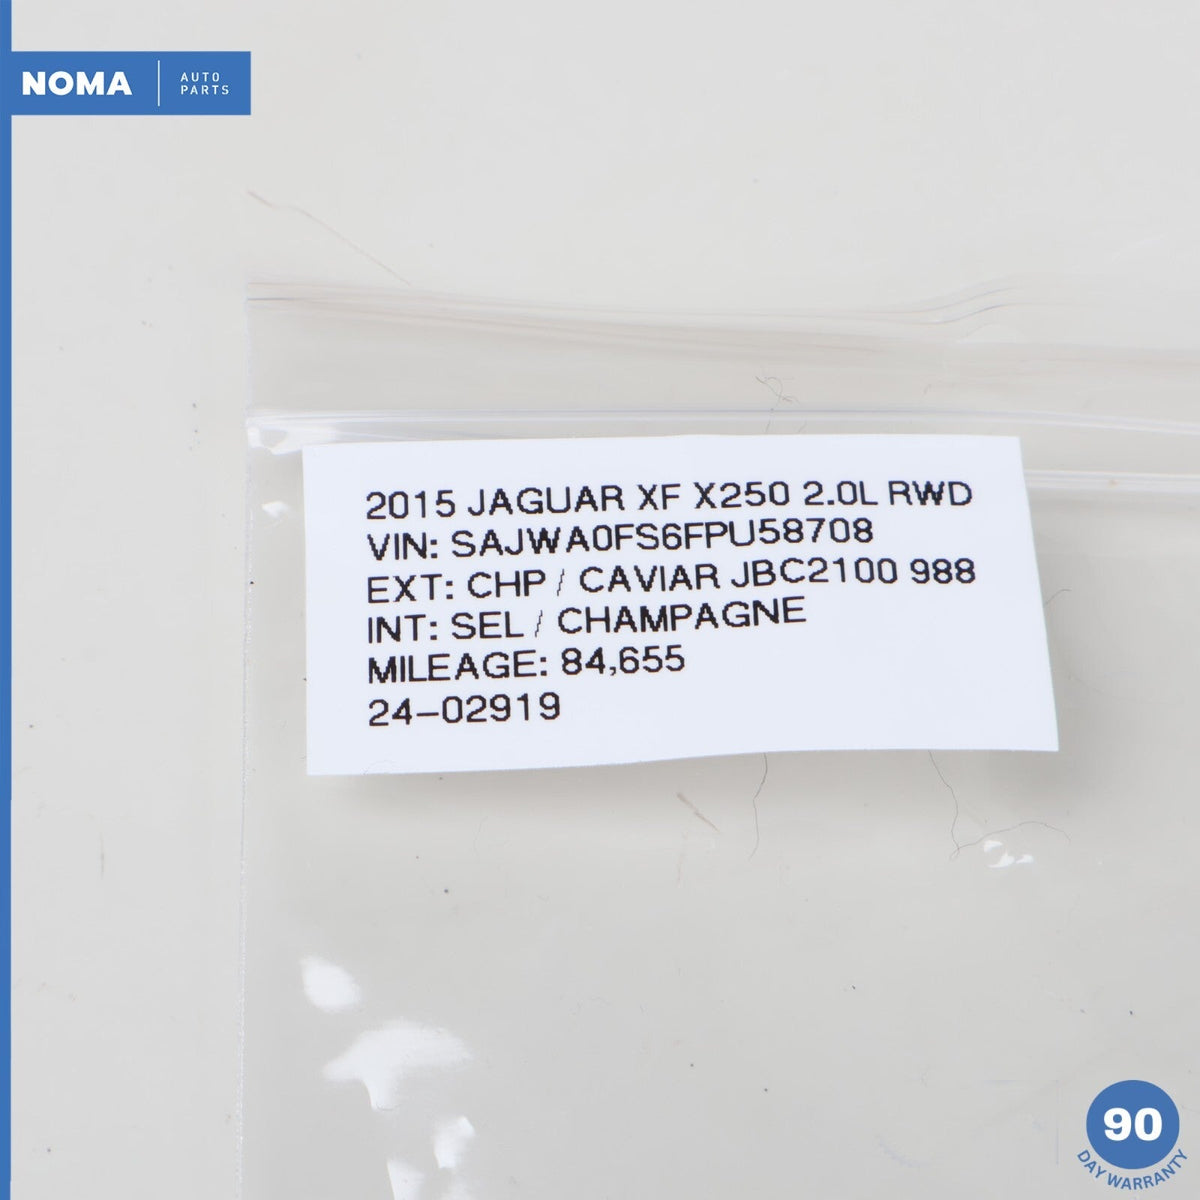 NOMA
AUTO
PARTS
2015 JAGUAR XF X250 2.0L RWD
VIN: SAJWA0FS6FPU58708
EXT: CHP / CAVIAR JBC2100 988
INT: SEL / CHAMPAGNE
MILEAGE: 84,655
24-02919
90
DAY WARRANTY